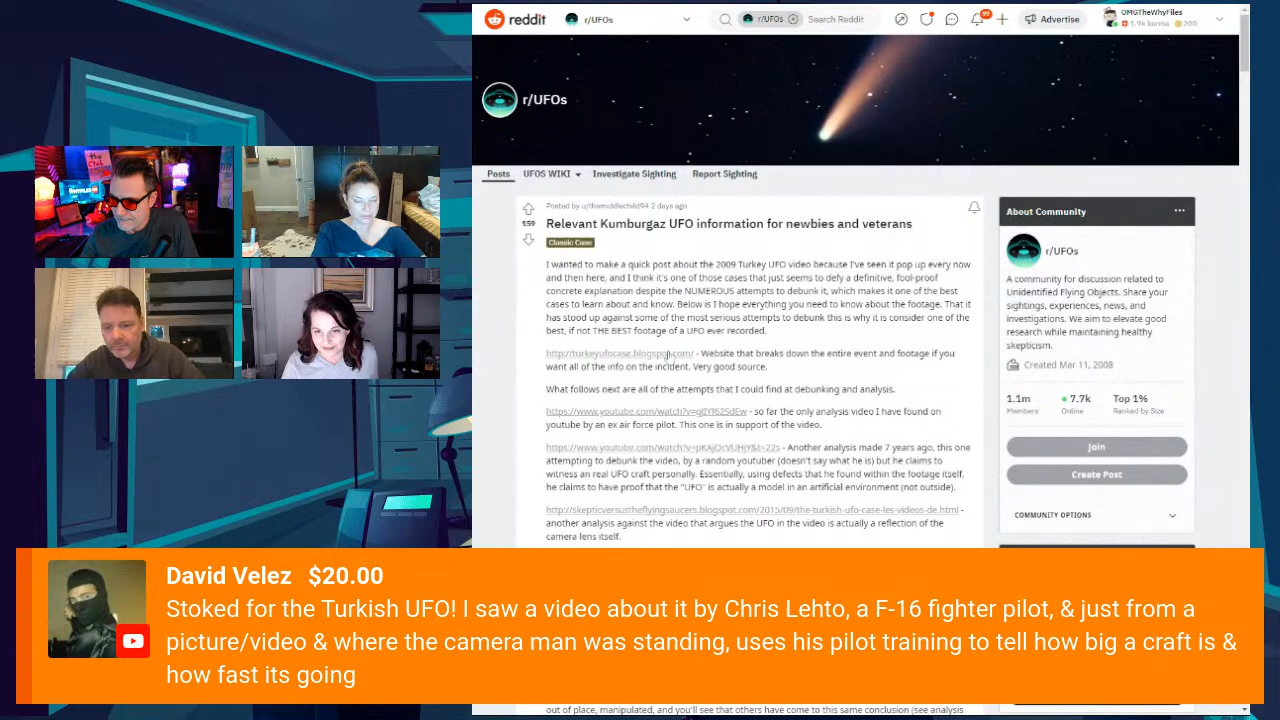 reddit
r/UFOs
r/UFOs
Search Reddit
99
Advertise
OMGTheWhyFiles
1.9k karma
200
r/UFOs
Posts
UFOS WIKI
Investigate Sighting
Report Sighting
159
Posted by u/themiddlechild94 2 days ago
Relevant Kumburgaz UFO information for newbies and veterans
Classic Case
I wanted to make a quick post about the 2009 Turkey UFO video because I've seen it pop up every now
and then here, and I think it's one of those cases that just seems to defy a definitive, fool-proof
concrete explanation despite the NUMEROUS attempts to debunk it, which makes it one of the best
cases to learn about and know. Below is I hope everything you need to know about the footage. That it
has stood up against some of the most serious attempts to debunk this is why it is consider one of the
best, if not THE BEST footage of a UFO ever recorded.
http://turkeyufocase.blogspot.com/ - Website that breaks down the entire event and footage if you
want all of the info on the incident. Very good source.
What follows next are all of the attempts that I could find at debunking and analysis.
- so far the only analysis video I have found on
youtube by an ex air force pilot. This one is in support of the video.
- Another analysis made 7 years ago, this one
attempting to debunk the video, by a random youtuber (doesn't say what he is) but he claims to
witness an real UFO craft personally. Essentially, using defects that he found within the footage itself,
he claims to have proof that the "UFO" is actually a model in an artificial environment (not outside).
http://skepticversustheflyingsaucers.blogspot.com/2015/09/the-turkish-ufo-case-les-videos-de.html -
another analysis against the video that argues the UFO in the video is actually a reflection of the
camera lens itself.
About Community
r/UFOs
A community for discussion related to
Unidentified Flying Objects. Share your
sightings, experiences, news, and
investigations. We aim to elevate good
research while maintaining healthy
skepticism.
Created Mar 11, 2008
1.1m
Members
7.7k
Online
Top 1%
Ranked by Size
Join
Create Post
COMMUNITY OPTIONS
David Velez $20.00
Stoked for the Turkish UFO! I saw a video about it by Chris Lehto, a F-16 fighter pilot, & just from a
picture/video & where the camera man was standing, uses his pilot training to tell how big a craft is &
how fast its going
out of place, manipulated, and you'll see that others have come to this same conclusion (see analysis